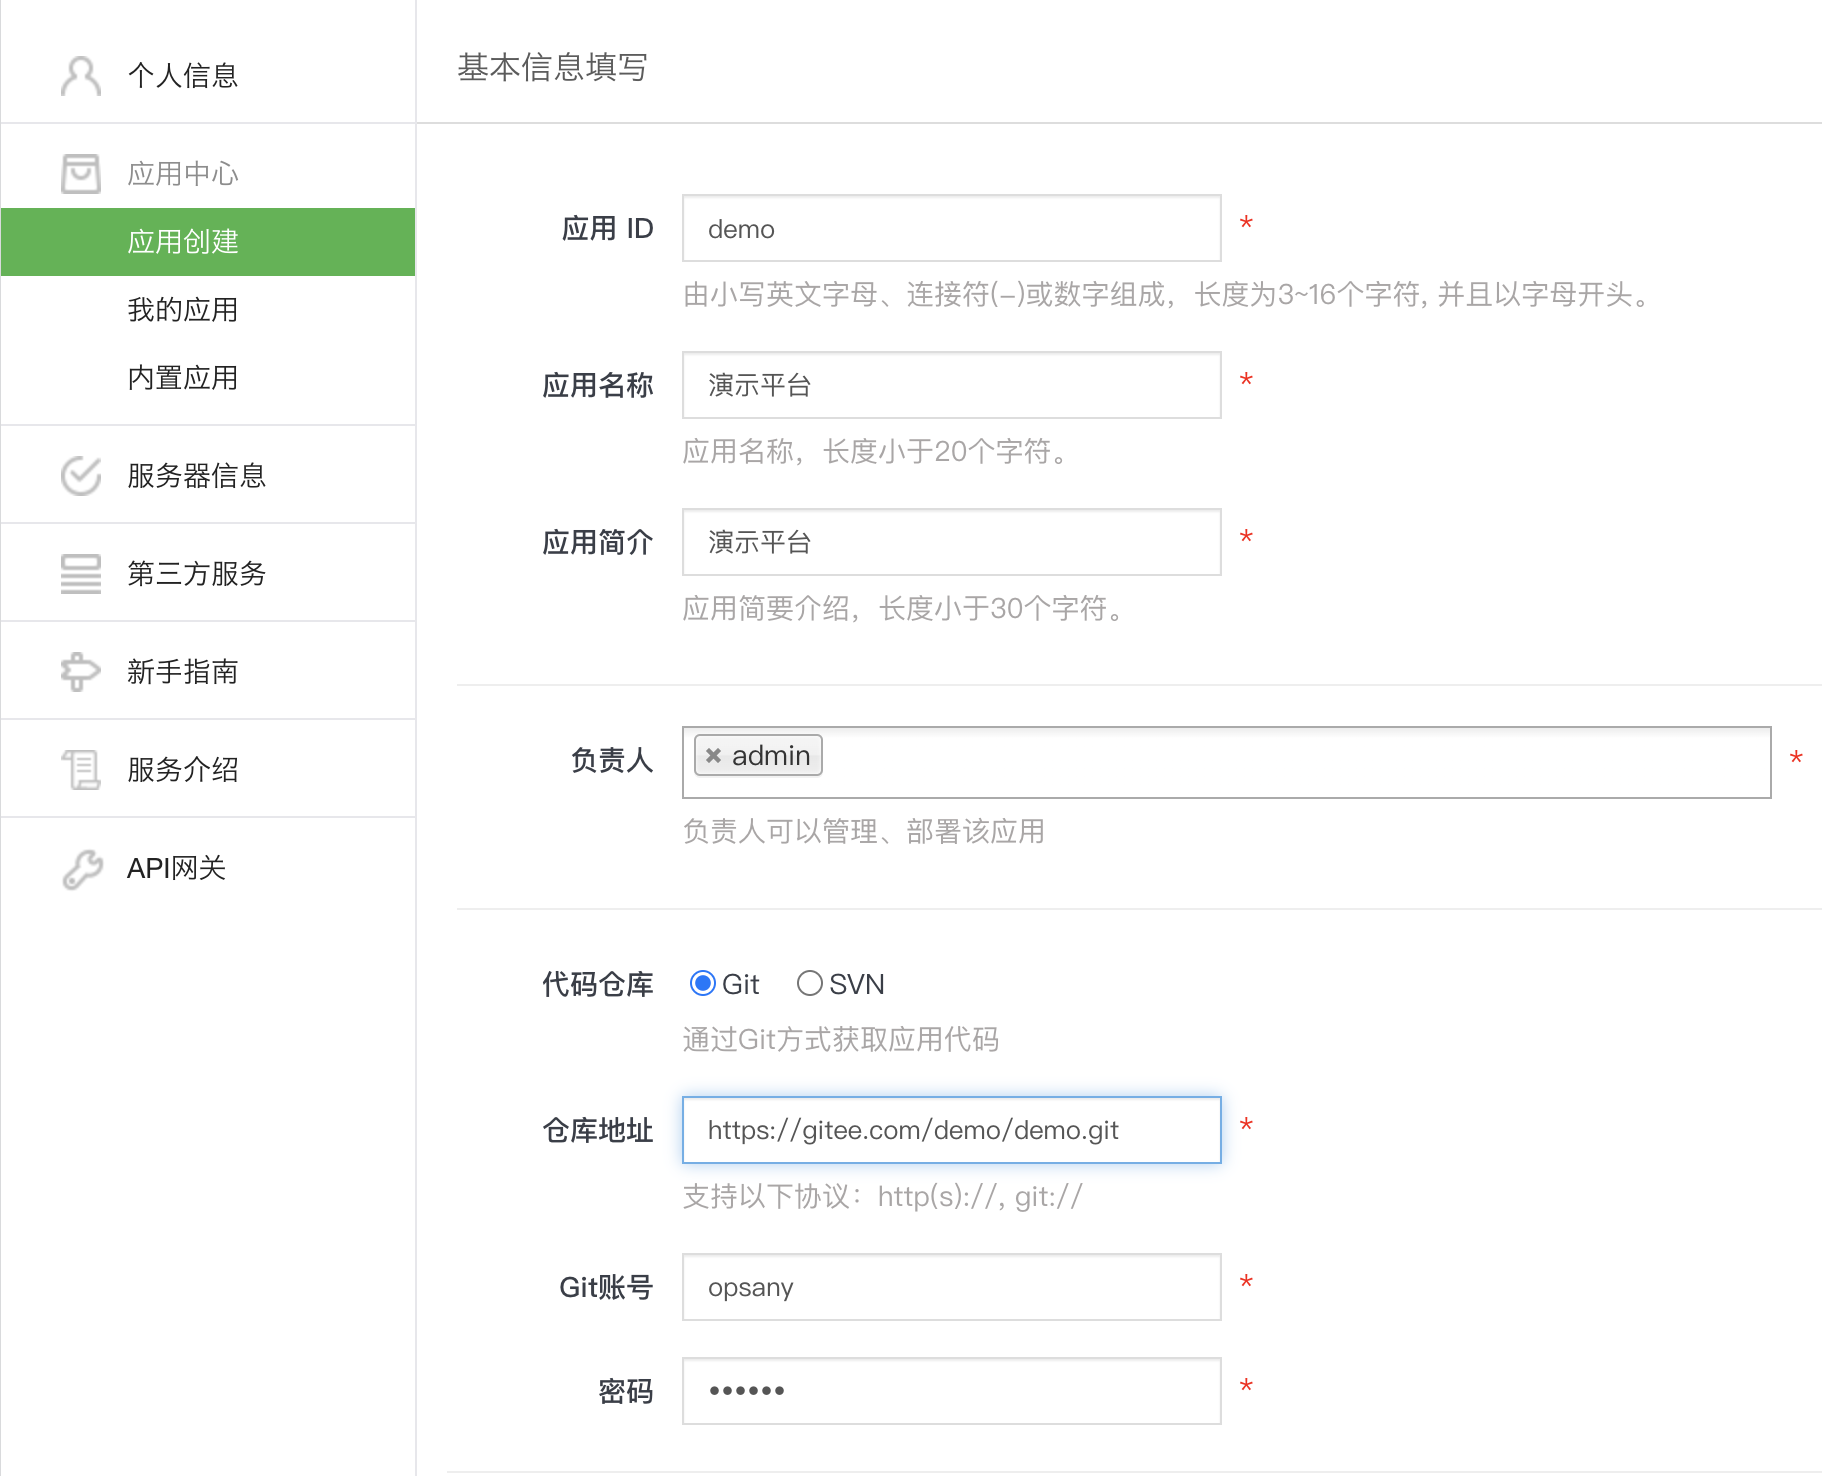 个人信息
应用中心
应用创建
我的应用
内置应用
服务器信息
第三方服务
新手指南
服务介绍
API网关
基本信息填写
应用 ID demo *
由小写英文字母、连接符(-)或数字组成，长度为3~16个字符, 并且以字母开头。
应用名称 演示平台 *
应用名称，长度小于20个字符。
应用简介 演示平台 *
应用简要介绍，长度小于30个字符。
负责人 ✖ admin *
负责人可以管理、部署该应用
代码仓库 Git SVN
通过Git方式获取应用代码
仓库地址 https://gitee.com/demo/demo.git *
支持以下协议：http(s)://, git://
Git账号 opsany *
密码 •••••• *